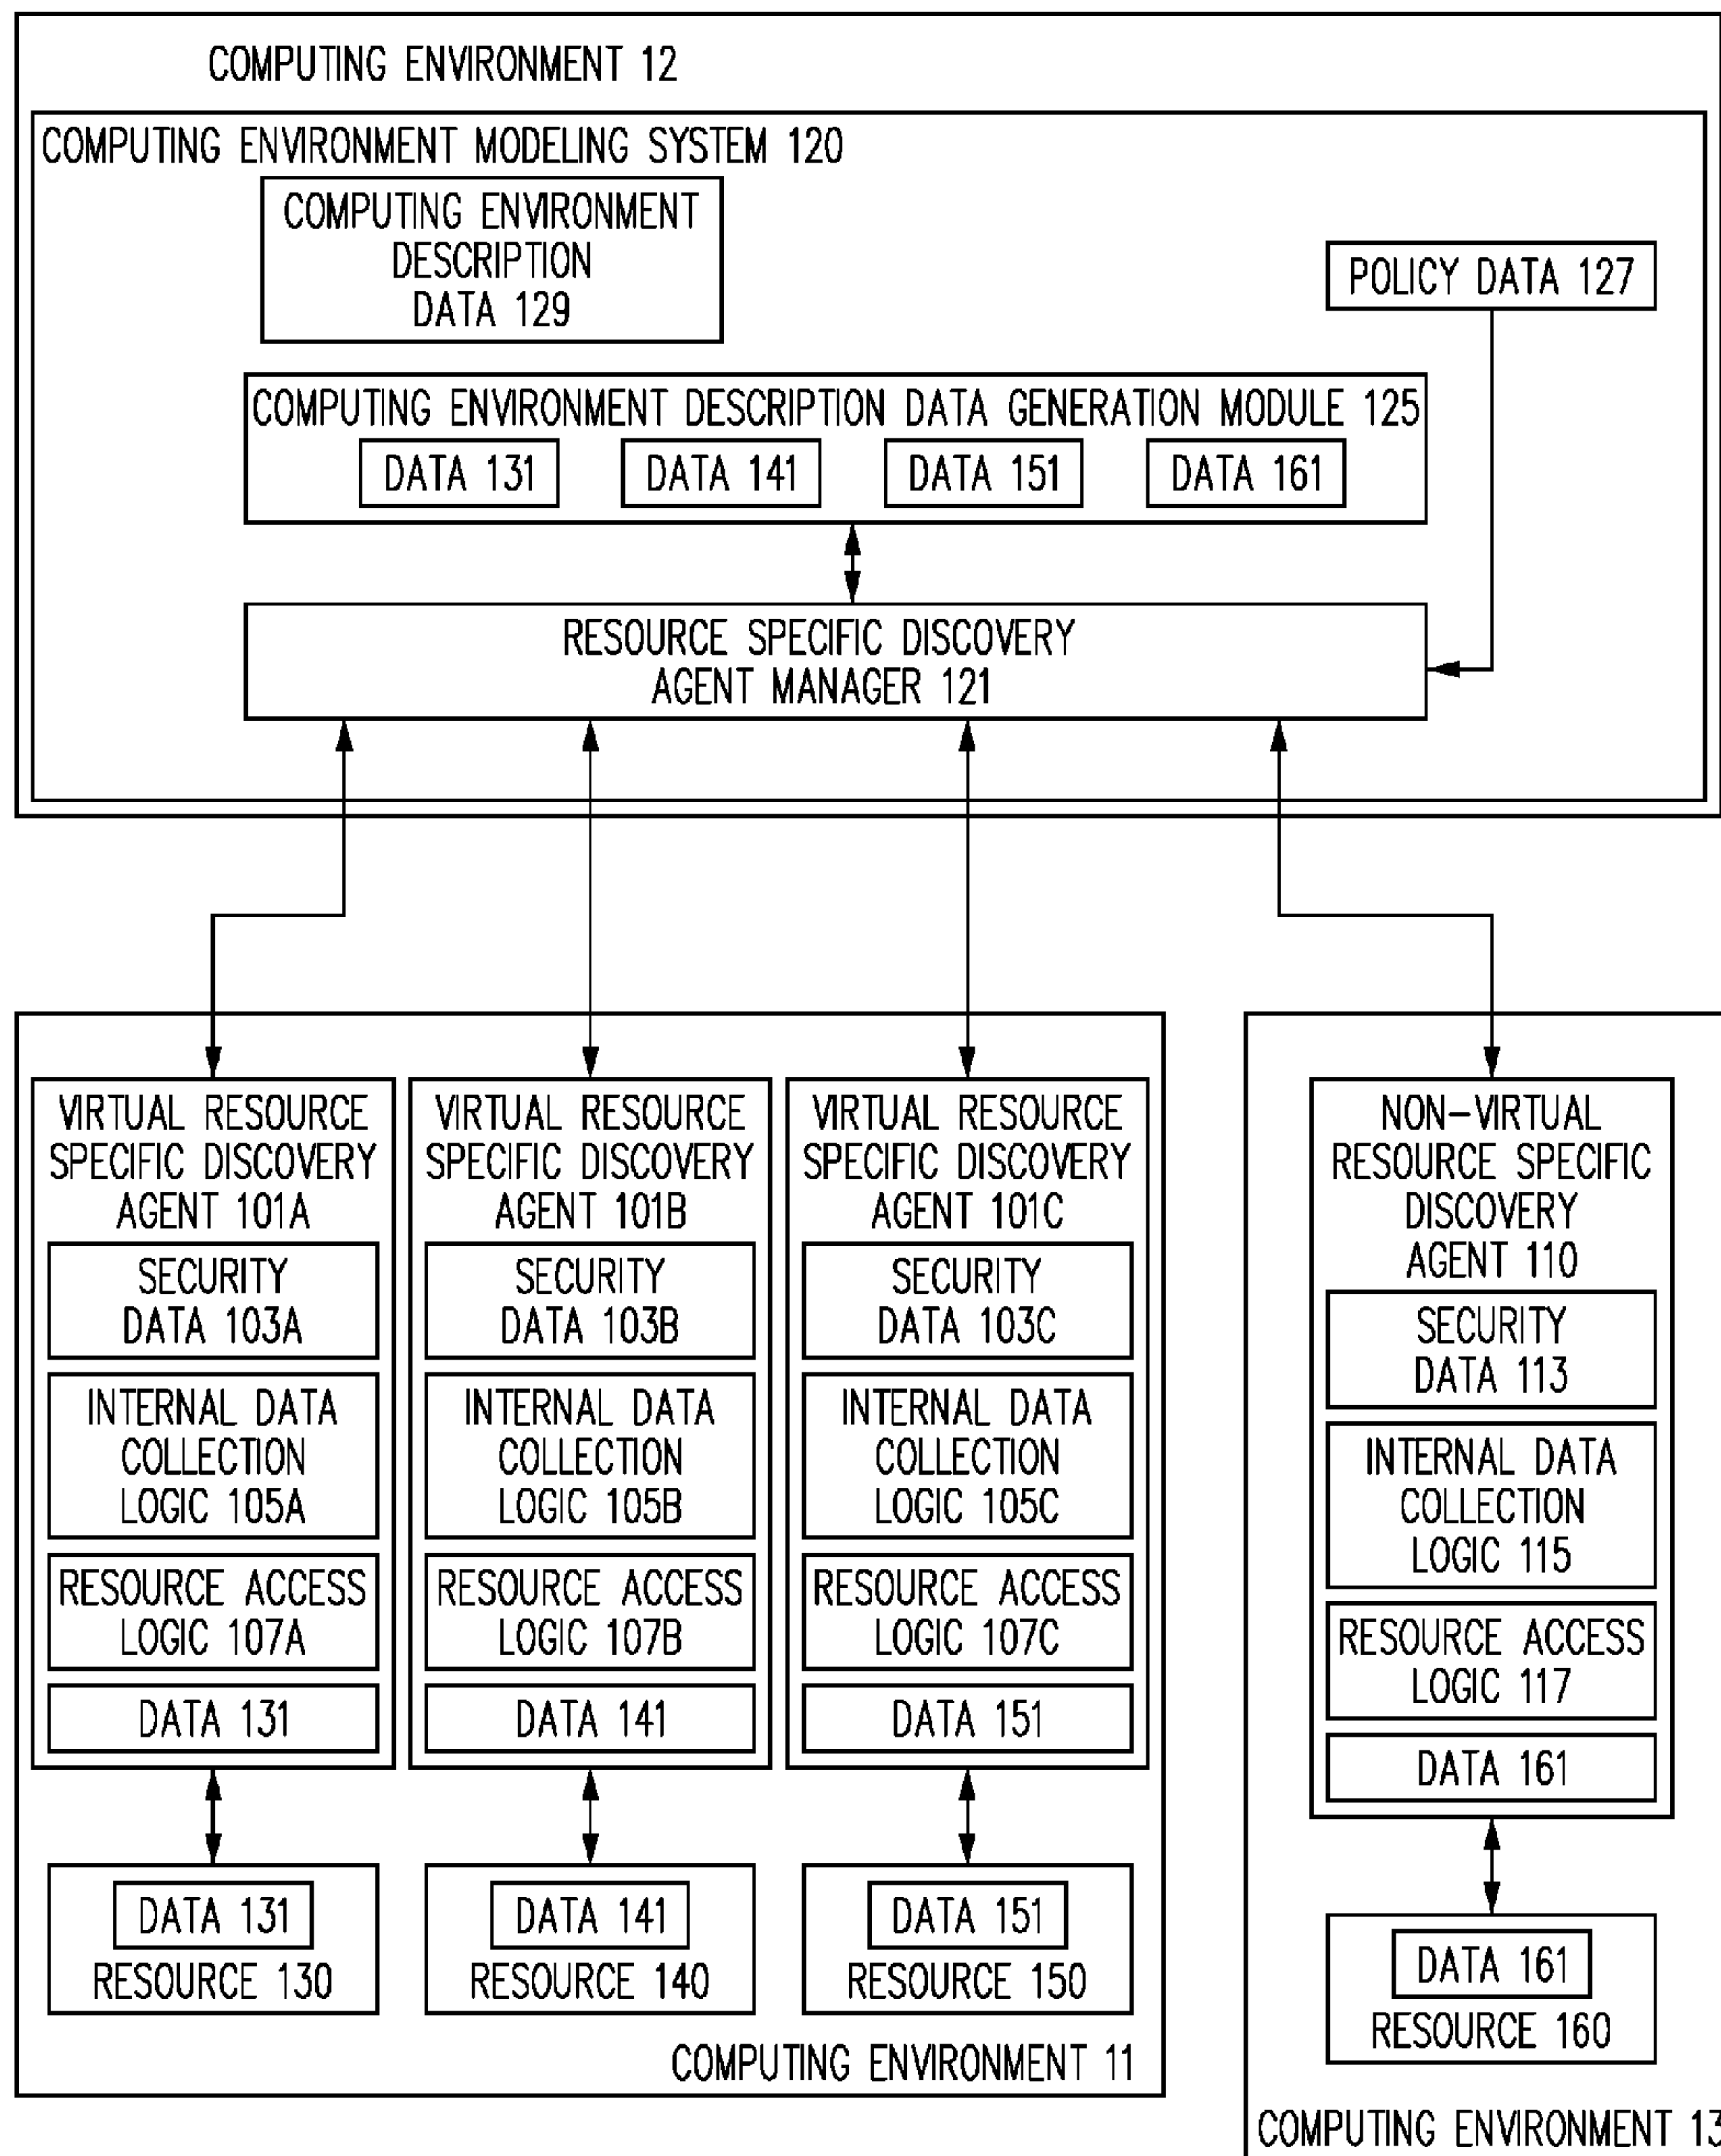 COMPUTING ENVIRONMENT 12
COMPUTING ENVIRONMENT MODELING SYSTEM 120
COMPUTING ENVIRONMENT
DESCRIPTION
DATA 129
POLICY DATA 127
COMPUTING ENVIRONMENT DESCRIPTION DATA GENERATION MODULE 125
DATA 131
DATA 141
DATA 151
DATA 161
RESOURCE SPECIFIC DISCOVERY
AGENT MANAGER 121
VIRTUAL RESOURCE
SPECIFIC DISCOVERY
AGENT 101A
SECURITY
DATA 103A
INTERNAL DATA
COLLECTION
LOGIC 105A
RESOURCE ACCESS
LOGIC 107A
DATA 131
DATA 131
RESOURCE 130
VIRTUAL RESOURCE
SPECIFIC DISCOVERY
AGENT 101B
SECURITY
DATA 103B
INTERNAL DATA
COLLECTION
LOGIC 105B
RESOURCE ACCESS
LOGIC 107B
DATA 141
DATA 141
RESOURCE 140
VIRTUAL RESOURCE
SPECIFIC DISCOVERY
AGENT 101C
SECURITY
DATA 103C
INTERNAL DATA
COLLECTION
LOGIC 105C
RESOURCE ACCESS
LOGIC 107C
DATA 151
DATA 151
RESOURCE 150
COMPUTING ENVIRONMENT 11
NON-VIRTUAL
RESOURCE SPECIFIC
DISCOVERY
AGENT 110
SECURITY
DATA 113
INTERNAL DATA
COLLECTION
LOGIC 115
RESOURCE ACCESS
LOGIC 117
DATA 161
DATA 161
RESOURCE 160
COMPUTING ENVIRONMENT 13